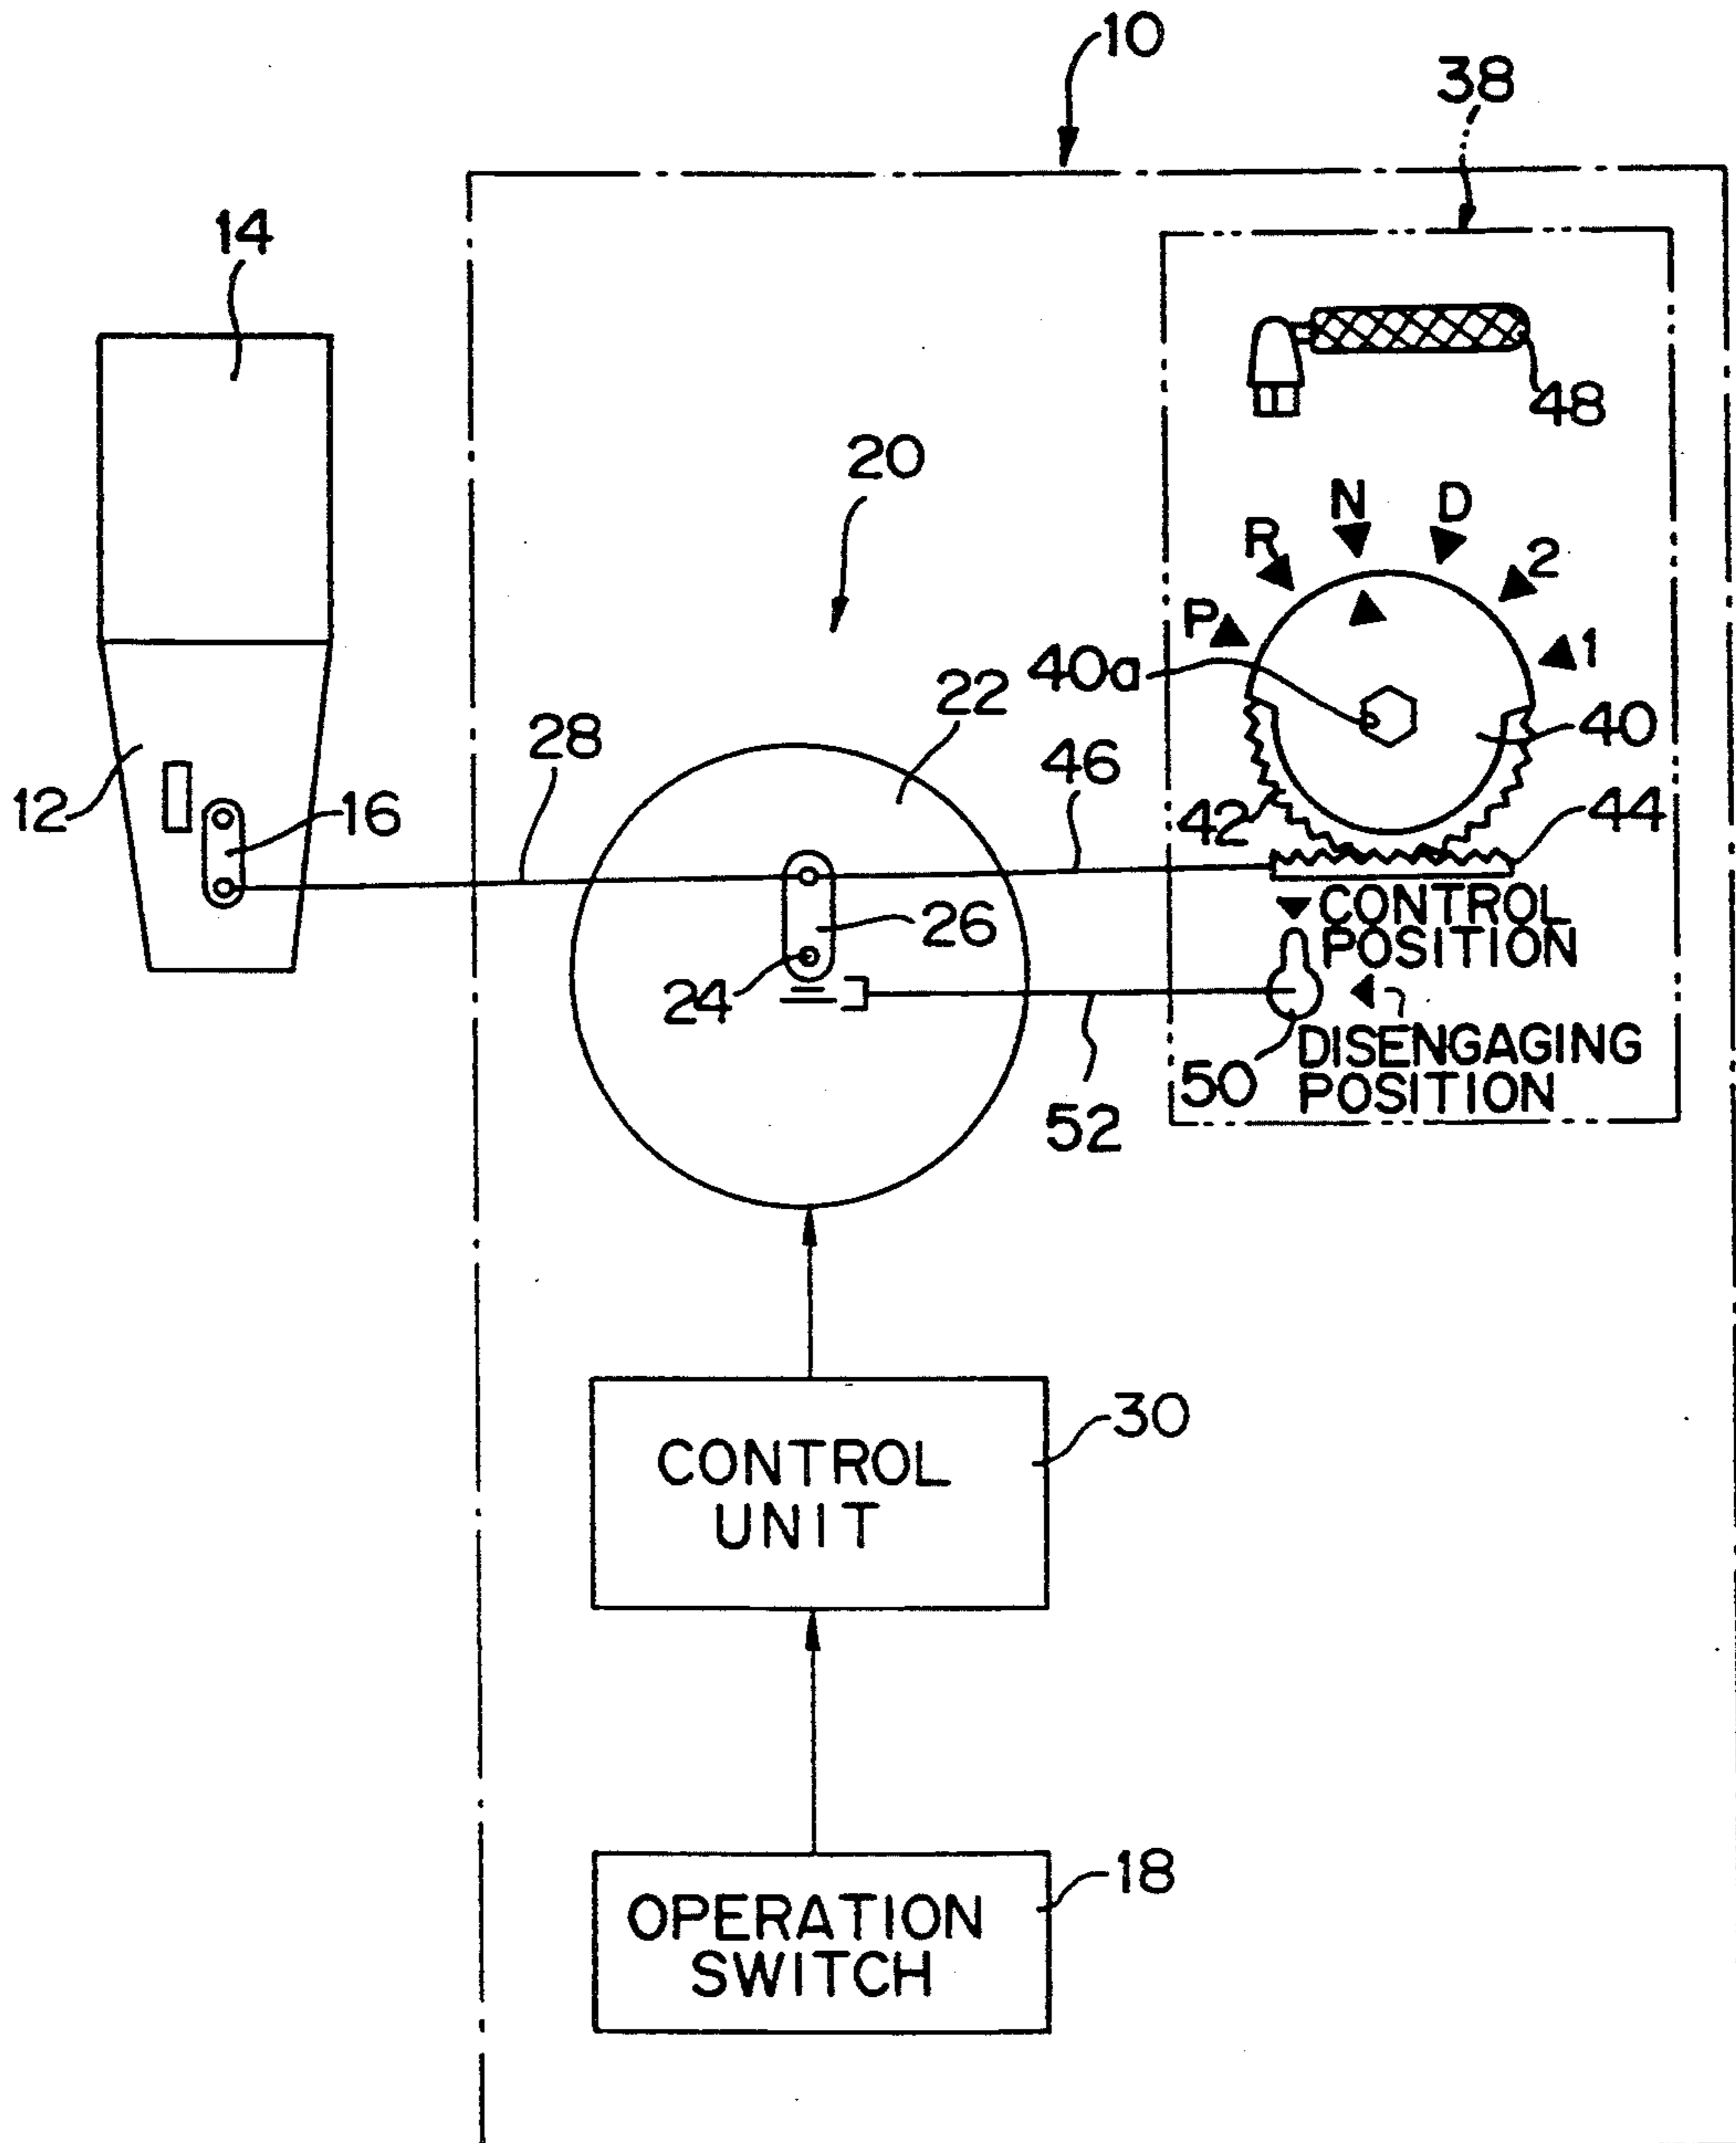 10
38
14
48
20
N
D
R
2
P
1
40a
22
40
28
46
12
16
42
44
CONTROL
POSITION
26
24
DISENGAGING
POSITION
50
52
30
CONTROL
UNIT
18
OPERATION
SWITCH